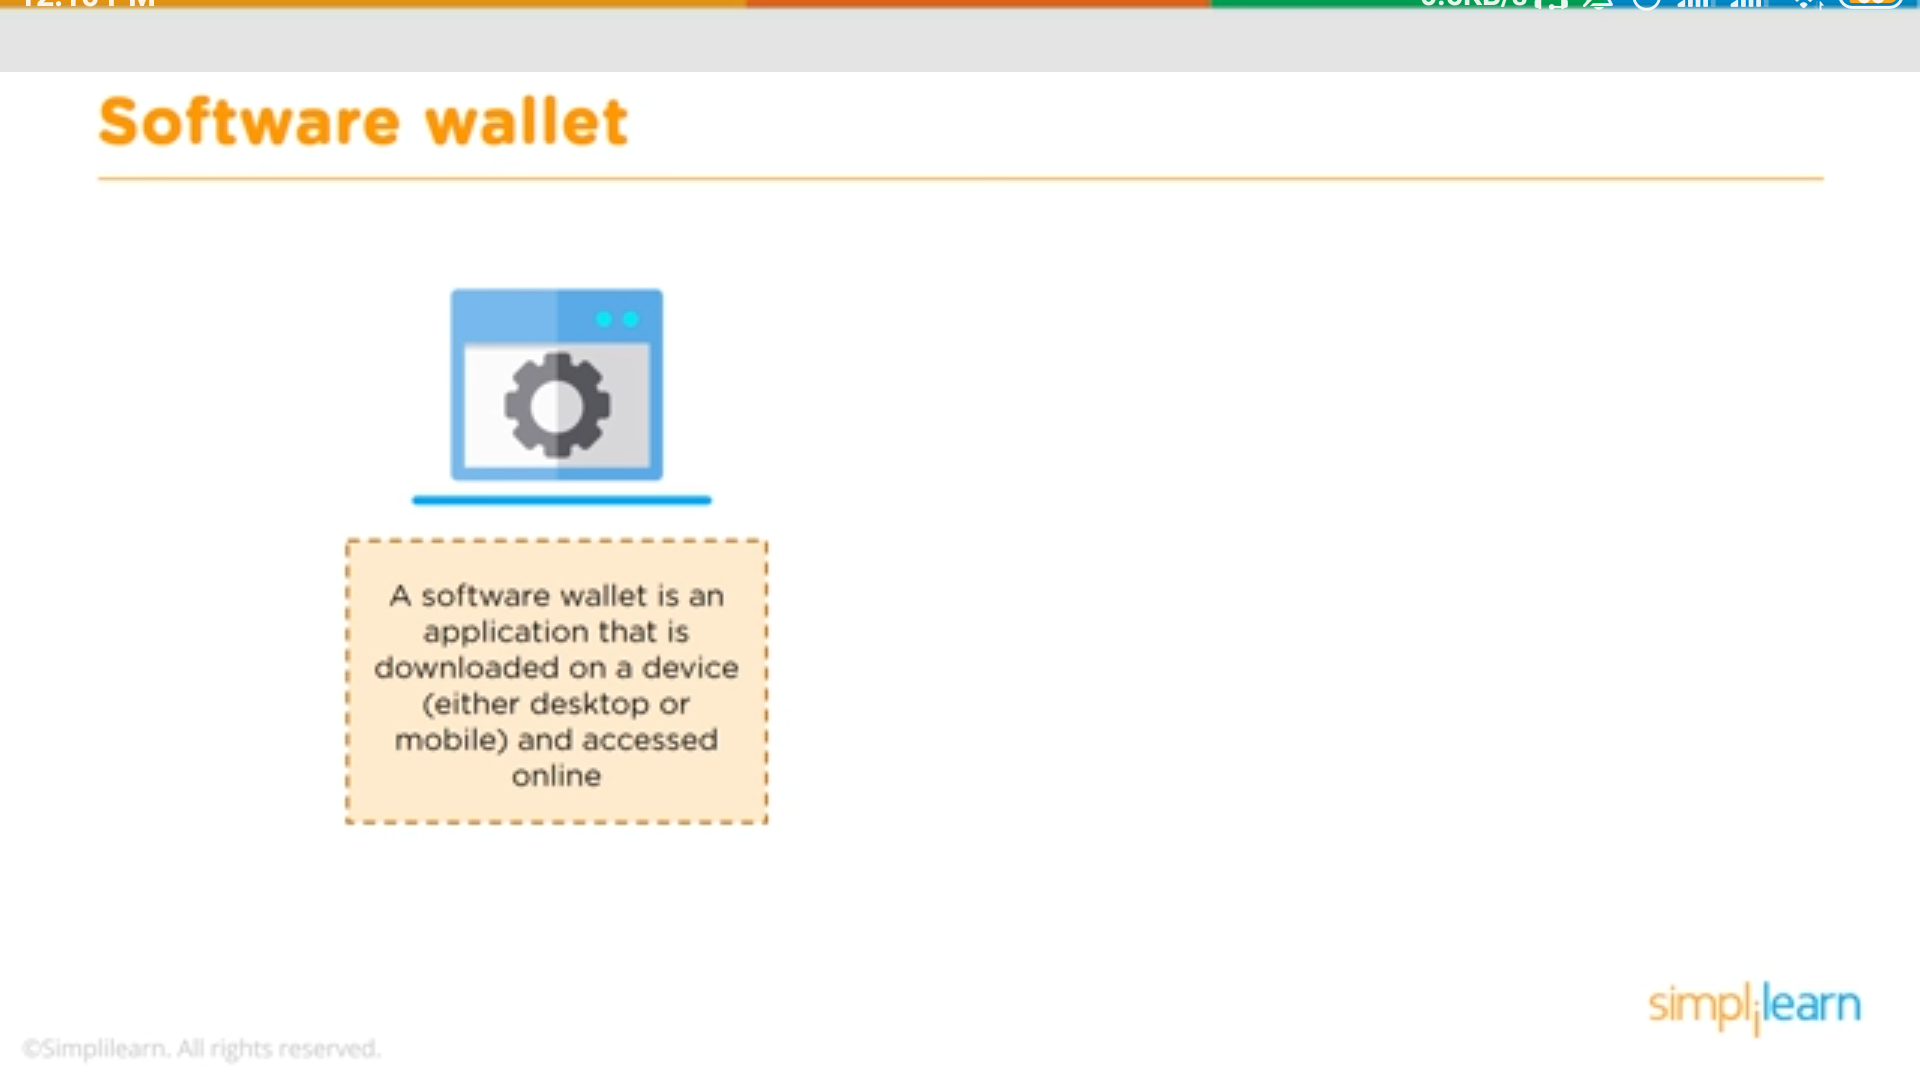 Software wallet
A software wallet is an
application that is
downloaded on a device
(either desktop or
mobile) and accessed
online
simplilearn
©Simplilearn. All rights reserved.